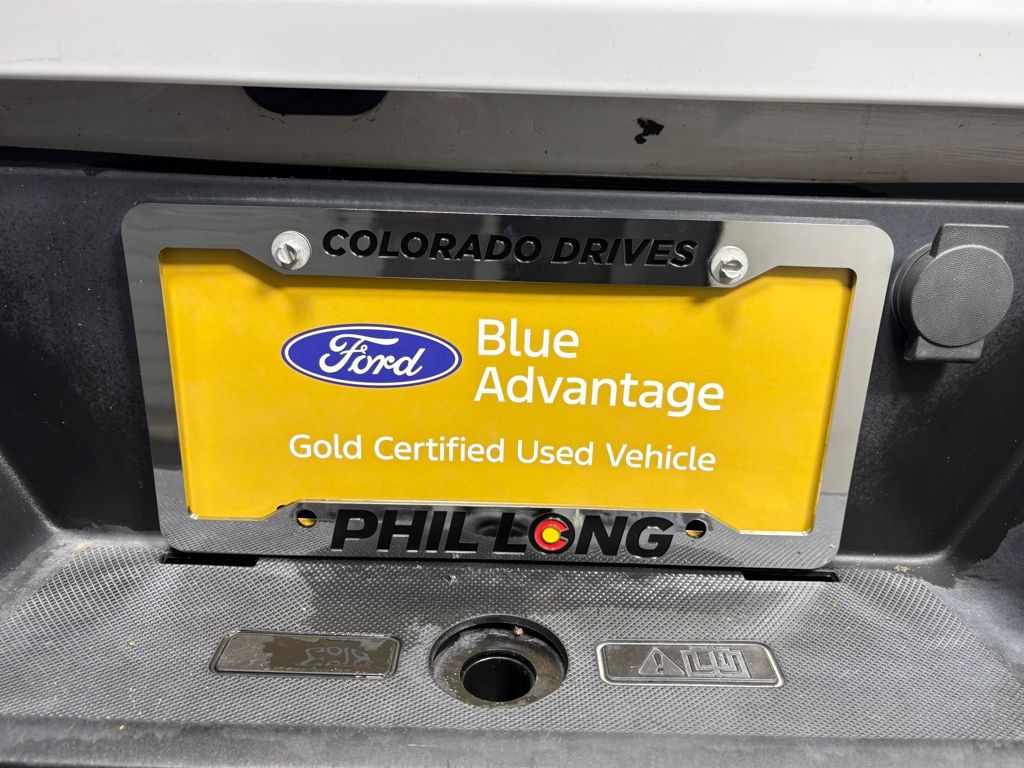 COLORADO DRIVES
Ford
Blue
Advantage
Gold Certified Used Vehicle
PHIL LONG